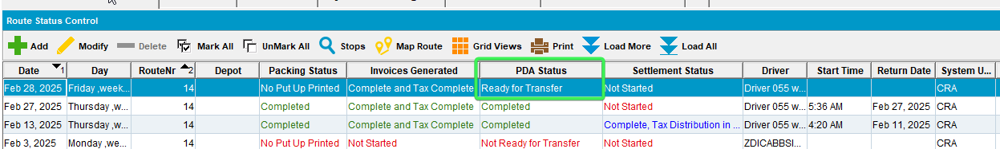 Route Status Control
Add Modify Delete Mark All UnMark All Stops Map Route Grid Views Print Load More Load All
Date 1 Day RouteNr 2 Depot Packing Status Invoices Generated PDA Status Settlement Status Driver Start Time Return Date System U...
Feb 28, 2025 Friday ,week... 14 No Put Up Printed Complete and Tax Complete Ready for Transfer Not Started Driver 055 w... CRA
Feb 27, 2025 Thursday ,w... 14 Completed Complete and Tax Complete Completed Not Started Driver 055 w... 5:36 AM Feb 27, 2025 CRA
Feb 13, 2025 Thursday ,w... 14 Completed Complete and Tax Complete Completed Complete, Tax Distribution in ... Driver 055 w... 4:20 AM Feb 11, 2025 CRA
Feb 3, 2025 Monday ,we... 14 No Put Up Printed Not Started Not Ready for Transfer Not Started ZDICABBSI... CRA